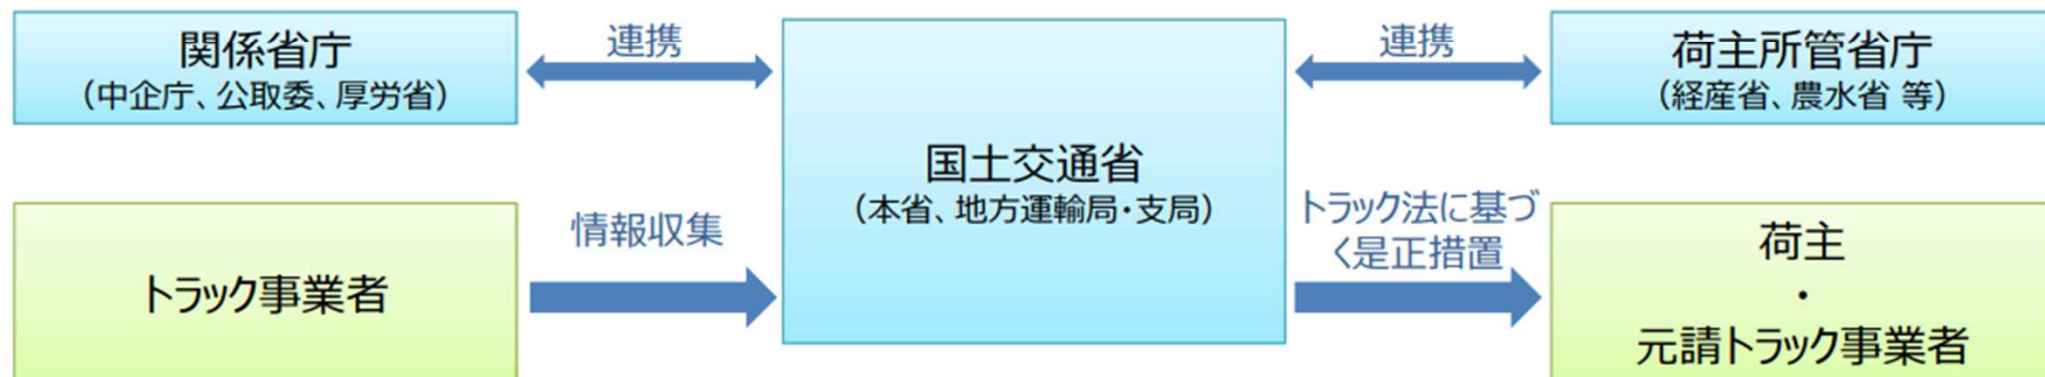 関係省庁
（中企庁、公取委、厚労省）
連携
国土交通省
（本省、地方運輸局・支局）
連携
荷主所管省庁
（経産省、農水省 等）
トラック事業者
情報収集
トラック法に基づ
く是正措置
荷主
・
元請トラック事業者